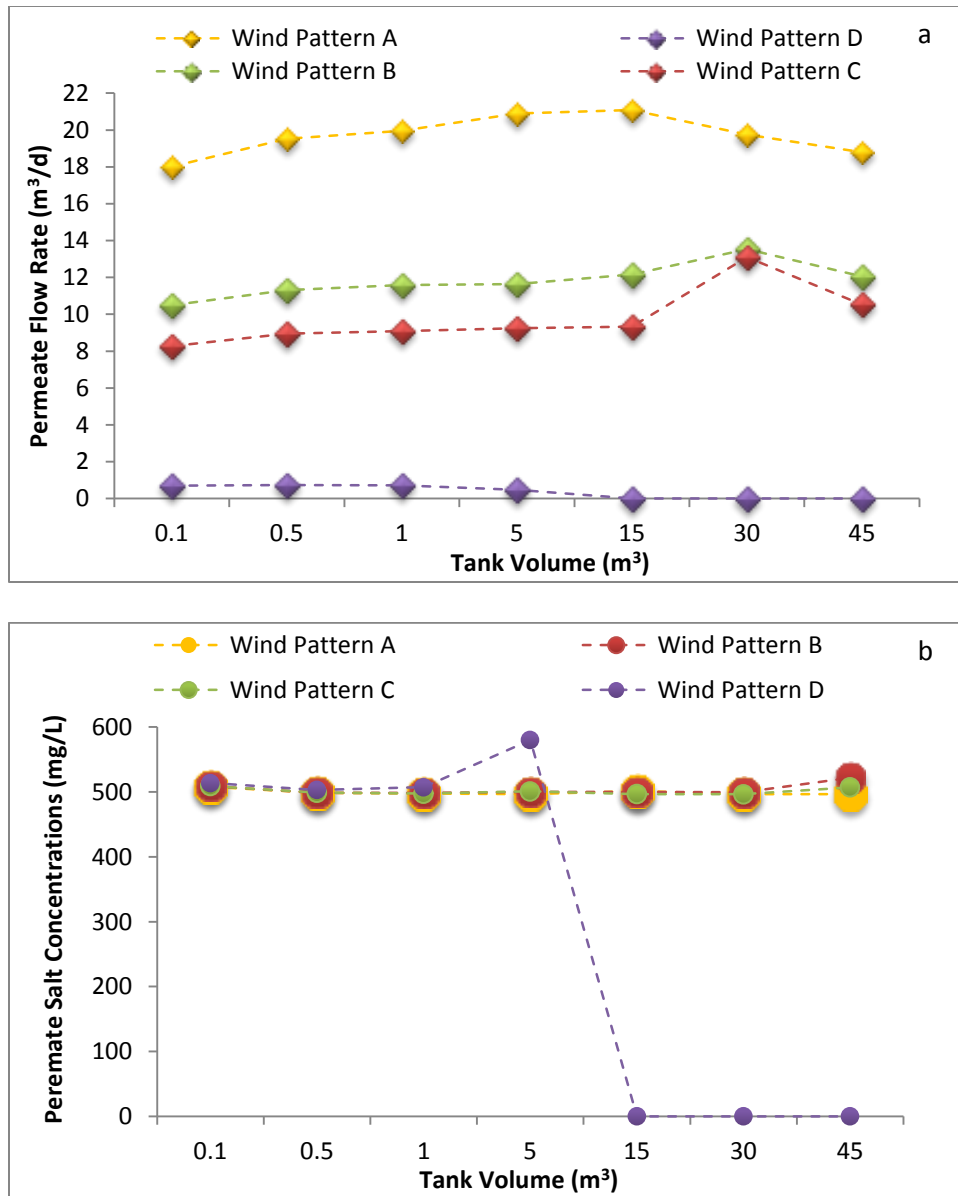 a
Wind Pattern A
Wind Pattern D
Wind Pattern B
Wind Pattern C
Permeate Flow Rate (m³/d)
22
20
18
16
14
12
10
8
6
4
2
0
0.1 0.5 1 5 15 30 45
Tank Volume (m³)
b
Wind Pattern A
Wind Pattern B
Wind Pattern C
Wind Pattern D
Peremate Salt Concentrations (mg/L)
600
500
400
300
200
100
0
0.1 0.5 1 5 15 30 45
Tank Volume (m³)